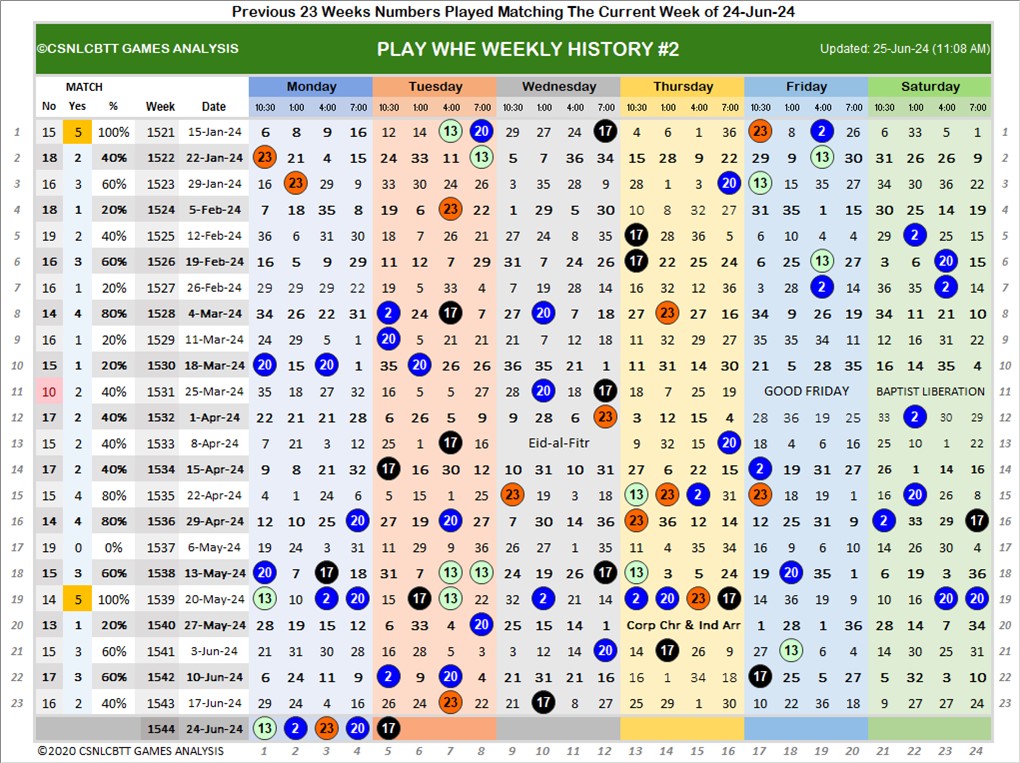 Previous 23 Weeks Numbers Played Matching The Current Week of 24-Jun-24
©CSNLCBTT GAMES ANALYSIS PLAY WHE WEEKLY HISTORY #2 Updated: 25-Jun-24 (11:08 AM)
MATCH Monday Tuesday Wednesday Thursday Friday Saturday
No Yes % Week Date 10:30 1:00 4:00 7:00 10:30 1:00 4:00 7:00 10:30 1:00 4:00 7:00 10:30 1:00 4:00 7:00 10:30 1:00 4:00 7:00 10:30 1:00 4:00 7:00
1 15 5 100% 1521 15-Jan-24 6 8 9 16 12 14 13 20 29 27 24 17 4 6 1 36 23 8 2 26 6 33 5 1 1
2 18 2 40% 1522 22-Jan-24 23 21 4 15 24 33 11 13 5 7 36 34 15 28 9 22 29 9 13 30 31 26 26 9 2
3 16 3 60% 1523 29-Jan-24 16 23 29 9 33 30 24 26 3 35 28 9 28 1 3 20 13 15 35 27 34 30 36 22 3
4 18 1 20% 1524 5-Feb-24 7 18 35 8 19 6 23 22 1 29 5 30 10 8 32 27 31 35 1 15 30 25 14 19 4
5 19 2 40% 1525 12-Feb-24 36 6 31 30 18 7 26 21 27 24 8 35 17 28 36 5 6 10 4 4 29 2 25 15 5
6 16 3 60% 1526 19-Feb-24 16 5 9 29 11 12 7 29 31 7 24 26 17 22 25 24 6 25 13 27 3 6 20 15 6
7 16 1 20% 1527 26-Feb-24 29 29 29 22 19 5 33 4 7 19 28 14 16 32 12 36 3 28 2 14 36 35 2 14 7
8 14 4 80% 1528 4-Mar-24 34 26 22 31 2 24 17 7 27 20 7 18 27 23 27 16 34 9 26 19 34 11 21 10 8
9 16 1 20% 1529 11-Mar-24 24 29 5 1 20 5 21 21 21 7 12 18 11 32 29 27 35 35 34 11 12 16 31 22 9
10 15 1 20% 1530 18-Mar-24 20 15 20 1 35 20 26 26 36 35 21 1 11 31 14 30 21 5 28 35 16 14 35 4 10
11 10 2 40% 1531 25-Mar-24 33 18 27 32 16 5 5 27 28 20 18 17 18 7 25 19 GOOD FRIDAY BAPTIST LIBERATION 11
12 17 2 40% 1532 1-Apr-24 22 21 21 28 6 26 5 9 9 28 6 23 3 12 15 4 28 36 19 25 33 2 30 29 12
13 15 2 40% 1533 8-Apr-24 7 21 3 12 25 1 17 16 Eid-al-Fitr 9 32 15 20 18 4 6 16 25 10 1 22 13
14 17 2 40% 1534 15-Apr-24 9 8 21 32 17 16 30 12 10 31 10 31 27 6 22 15 2 19 31 27 26 1 14 16 14
15 15 4 80% 1535 22-Apr-24 4 1 24 6 5 15 1 25 23 19 3 18 13 23 2 31 23 18 19 1 16 20 26 8 15
16 14 4 80% 1536 29-Apr-24 12 10 25 20 27 19 20 27 7 30 14 36 23 36 12 14 12 25 31 9 2 33 29 17 16
17 19 0 0% 1537 6-May-24 19 24 3 31 11 29 9 36 26 27 1 35 11 4 35 34 16 9 6 10 14 26 30 4 17
18 15 3 60% 1538 13-May-24 20 7 17 18 31 7 13 13 24 19 26 17 13 3 5 24 19 20 35 1 6 19 3 36 18
19 14 5 100% 1539 20-May-24 13 10 2 20 15 17 13 22 32 2 21 14 2 20 23 17 14 36 19 9 10 16 20 20 19
20 13 1 20% 1540 27-May-24 28 19 15 12 6 33 4 20 25 15 14 1 Corp Chr & Ind Arr 1 28 1 36 28 14 7 34 20
21 15 3 60% 1541 3-Jun-24 21 31 30 28 16 28 5 3 3 12 14 20 14 17 26 9 27 13 6 4 14 30 25 31 21
22 17 3 60% 1542 10-Jun-24 6 24 11 9 2 9 20 4 21 31 21 16 16 1 34 18 17 25 5 27 5 32 3 10 22
23 16 2 40% 1543 17-Jun-24 29 24 4 16 26 24 23 22 21 17 8 27 25 29 1 30 10 22 36 18 9 27 27 24 23
1544 24-Jun-24 13 2 23 20 17
©2020 CSNLCBTT GAMES ANALYSIS 1 2 3 4 5 6 7 8 9 10 11 12 13 14 15 16 17 18 19 20 21 22 23 24